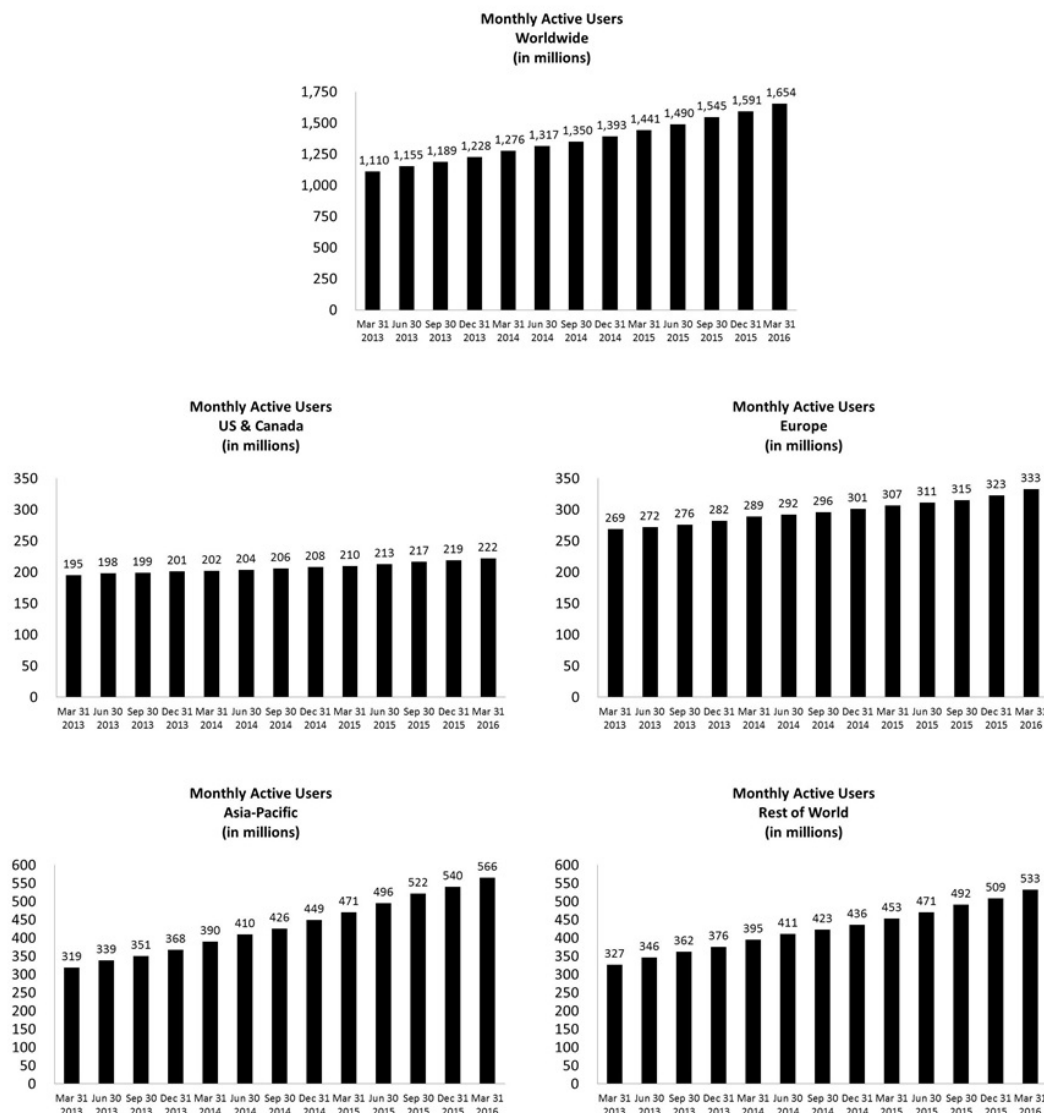 Monthly Active Users
Worldwide
(in millions)
1,750
1,500
1,250
1,000
750
500
250
0
1,110 1,155 1,189 1,228 1,276 1,317 1,350 1,393 1,441 1,490 1,545 1,591 1,654
Mar 31 Jun 30 Sep 30 Dec 31 Mar 31 Jun 30 Sep 30 Dec 31 Mar 31 Jun 30 Sep 30 Dec 31 Mar 31
2013 2013 2013 2013 2014 2014 2014 2014 2015 2015 2015 2015 2016
Monthly Active Users
US & Canada
(in millions)
350
300
250
200
150
100
50
0
195 198 199 201 202 204 206 208 210 213 217 219 222
Mar 31 Jun 30 Sep 30 Dec 31 Mar 31 Jun 30 Sep 30 Dec 31 Mar 31 Jun 30 Sep 30 Dec 31 Mar 31
2013 2013 2013 2013 2014 2014 2014 2014 2015 2015 2015 2015 2016
Monthly Active Users
Europe
(in millions)
350
300
250
200
150
100
50
0
269 272 276 282 289 292 296 301 307 311 315 323 333
Mar 31 Jun 30 Sep 30 Dec 31 Mar 31 Jun 30 Sep 30 Dec 31 Mar 31 Jun 30 Sep 30 Dec 31 Mar 31
2013 2013 2013 2013 2014 2014 2014 2014 2015 2015 2015 2015 2016
Monthly Active Users
Asia-Pacific
(in millions)
600
550
500
450
400
350
300
250
200
150
100
50
0
319 339 351 368 390 410 426 449 471 496 522 540 566
Mar 31 Jun 30 Sep 30 Dec 31 Mar 31 Jun 30 Sep 30 Dec 31 Mar 31 Jun 30 Sep 30 Dec 31 Mar 31
2013 2013 2013 2013 2014 2014 2014 2014 2015 2015 2015 2015 2016
Monthly Active Users
Rest of World
(in millions)
600
550
500
450
400
350
300
250
200
150
100
50
0
327 346 362 376 395 411 423 436 453 471 492 509 533
Mar 31 Jun 30 Sep 30 Dec 31 Mar 31 Jun 30 Sep 30 Dec 31 Mar 31 Jun 30 Sep 30 Dec 31 Mar 31
2013 2013 2013 2013 2014 2014 2014 2014 2015 2015 2015 2015 2016